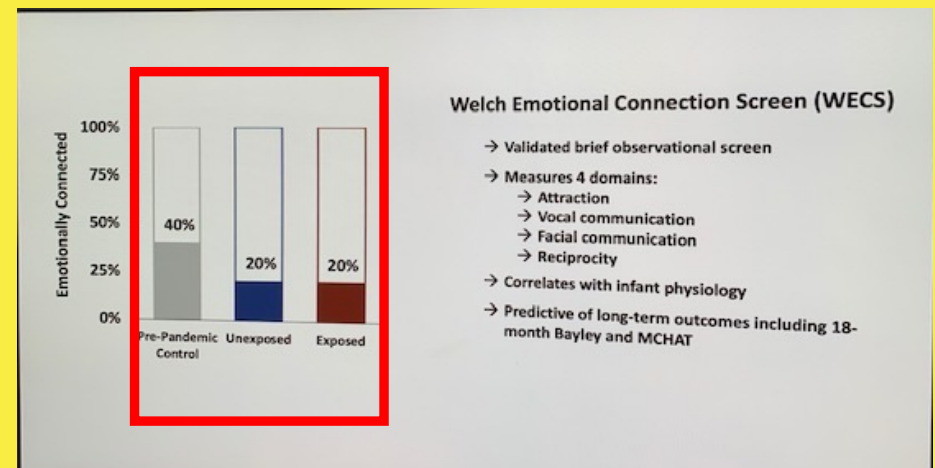 Welch Emotional Connection Screen (WECS)
→ Validated brief observational screen
→ Measures 4 domains:
→ Attraction
→ Vocal communication
→ Facial communication
→ Reciprocity
→ Correlates with infant physiology
→ Predictive of long-term outcomes including 18-
month Bayley and MCHAT
Emotionally Connected
100%
75%
50%
25%
0%
40%
20%
20%
Pre-Pandemic
Control
Unexposed
Exposed